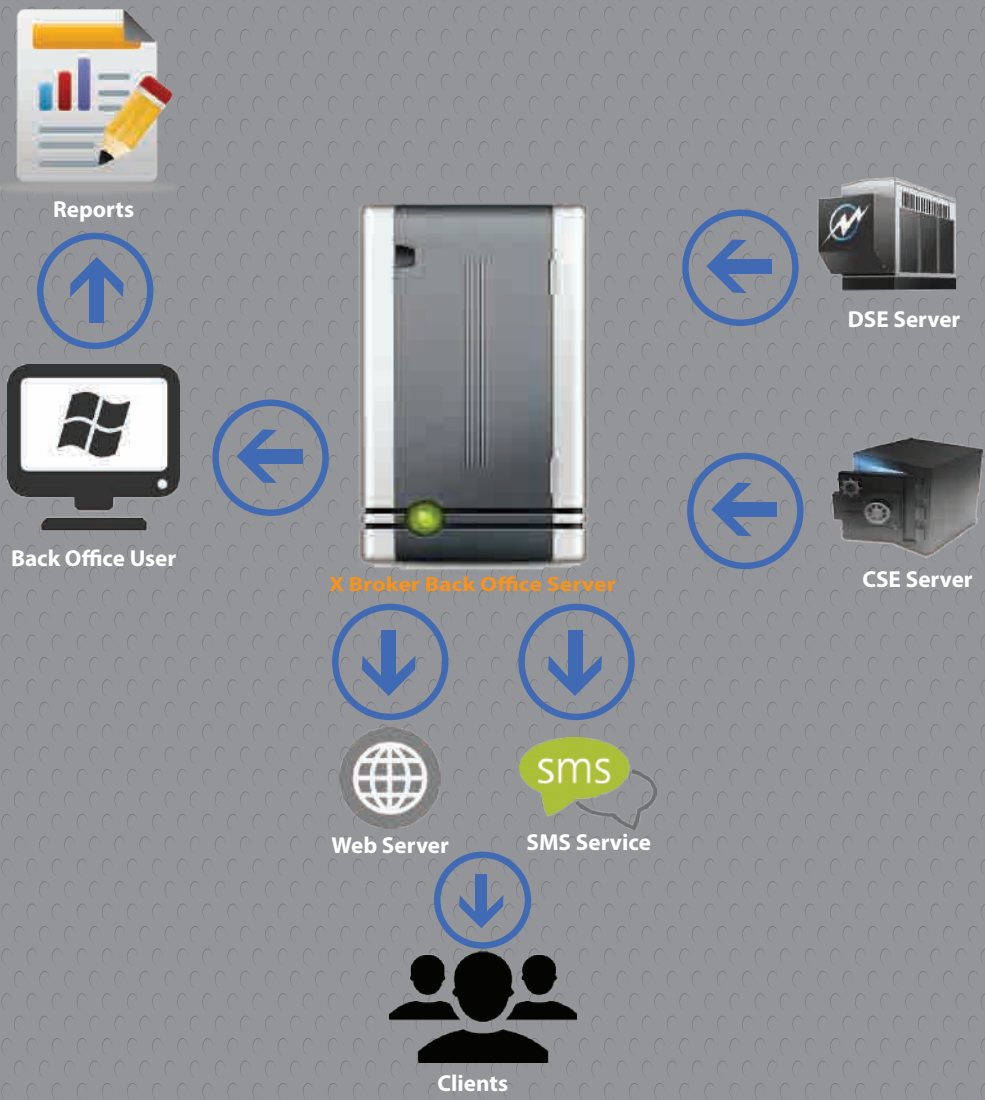 Reports
DSE Server
Back Office User
X Broker Back Office Server
CSE Server
sms
Web Server
SMS Service
Clients